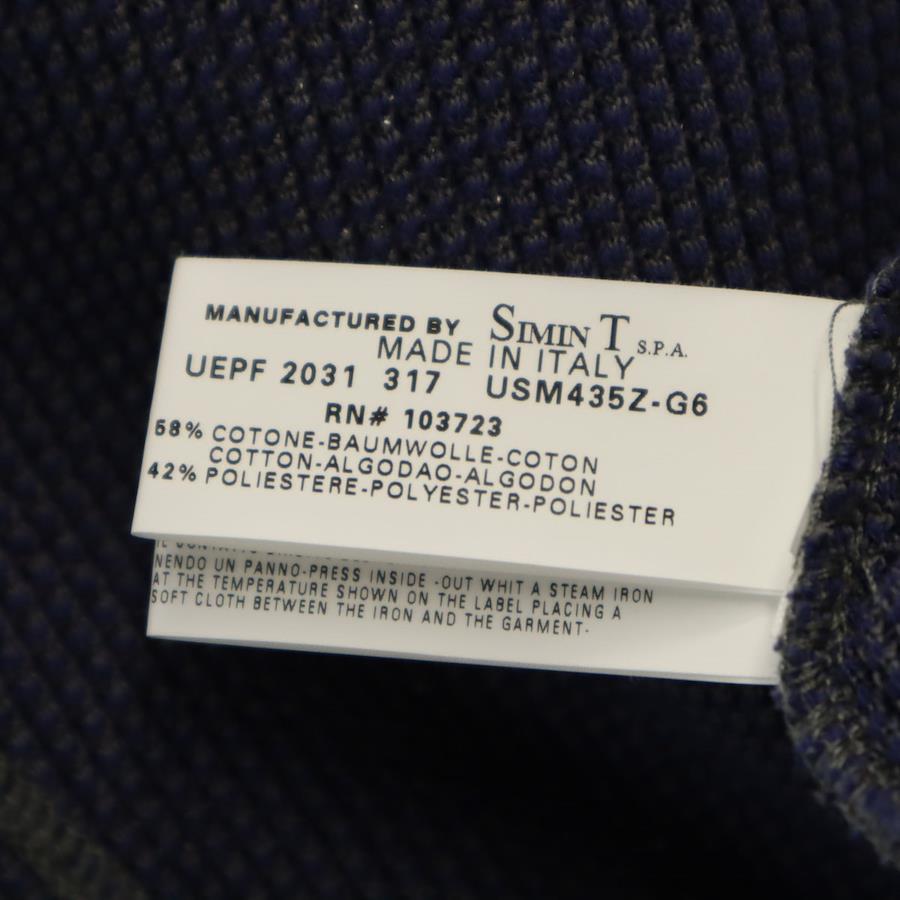 MANUFACTURED BY SIMIN T S.P.A.
MADE IN ITALY
UEPF 2031 317 USM435Z-G6
RN# 103723
58% COTONE-BAUMWOLLE-COTON
COTTON-ALGODAO-ALGODON
42% POLIESTERE-POLYESTER-POLIESTER
NENDO UN PANNO-PRESS INSIDE -OUT WHIT A STEAM IRON
AT THE TEMPERATURE SHOWN ON THE LABEL PLACING A
SOFT CLOTH BETWEEN THE IRON AND THE GARMENT-